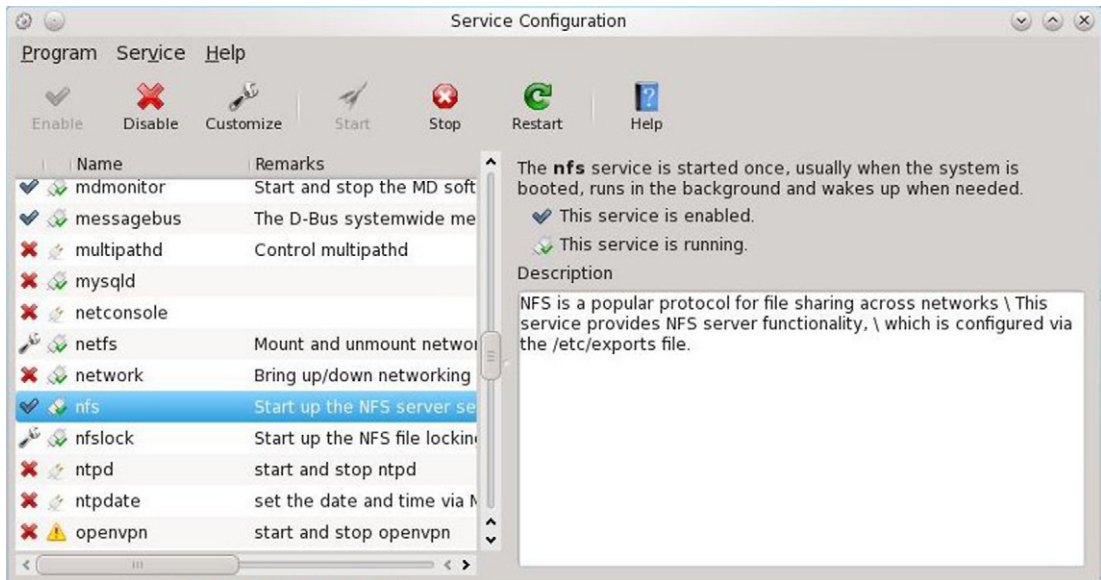 Service Configuration
Program Service Help
Enable Disable Customize Start Stop Restart Help
Name Remarks
mdmonitor Start and stop the MD soft
messagebus The D-Bus systemwide me
multipathd Control multipathd
mysqld
netconsole
netfs Mount and unmount networ
network Bring up/down networking
nfs Start up the NFS server se
nfslock Start up the NFS file lockin
ntpd start and stop ntpd
ntpdate set the date and time via N
openvpn start and stop openvpn
The nfs service is started once, usually when the system is
booted, runs in the background and wakes up when needed.
This service is enabled.
This service is running.
Description
NFS is a popular protocol for file sharing across networks \ This
service provides NFS server functionality, \ which is configured via
the /etc/exports file.